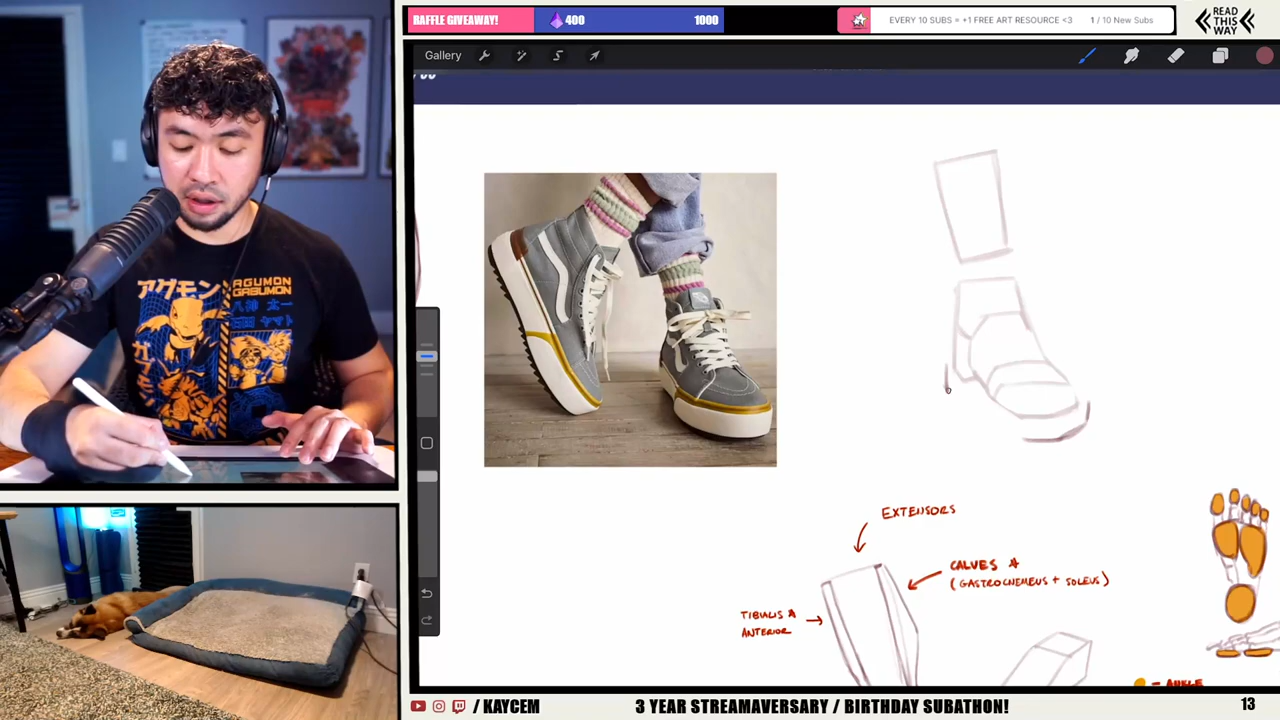 RAFFLE GIVEAWAY!
400
1000
EVERY 10 SUBS = +1 FREE ART RESOURCE <3
1 / 10 New Subs
READ
THIS
WAY
Gallery
アグモン
AGUMON
GABUMON
EXTENSORS
CALVES
(GASTROCNEMEUS + SOLEUS)
TIBIALIS
ANTERIOR
- ANKLE
/ KAYCEM
3 YEAR STREAMAVERSARY / BIRTHDAY SUBATHON!
13